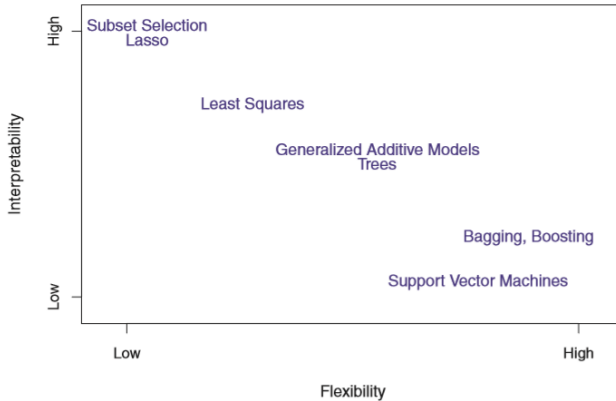 High
Subset Selection
Lasso
Least Squares
Interpretability
Generalized Additive Models
Trees
Bagging, Boosting
Support Vector Machines
Low
Low
High
Flexibility